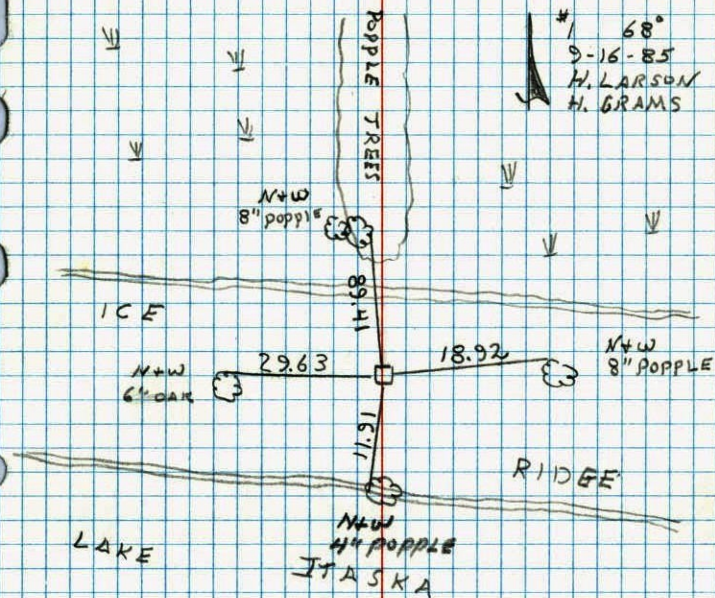 #1 68°
9-16-85
H. LARSON
H. GRAMS
POPPLE TREES
N+W
8" POPPLE
89.41
ICE
29.63
18.92
N+W
8" POPPLE
N+W
6" OAK
16.11
RIDGE
N+W
4" POPPLE
LAKE
ITASKA